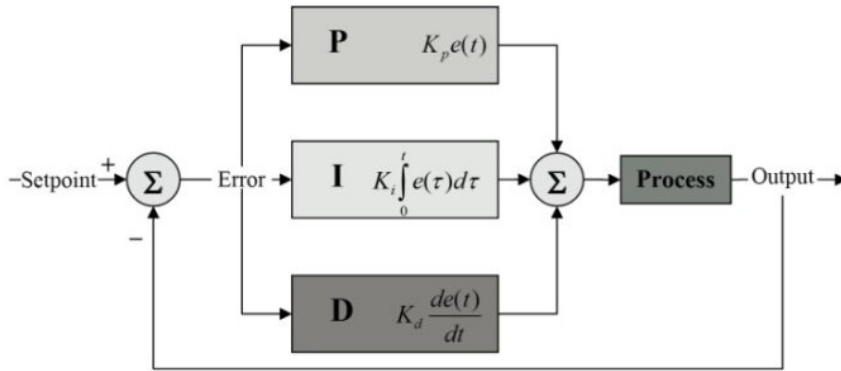 P K_p e(t)
–Setpoint + Σ – Error
I K_i ∫_0^t e(τ)dτ
Σ Process Output
D K_d de(t)/dt